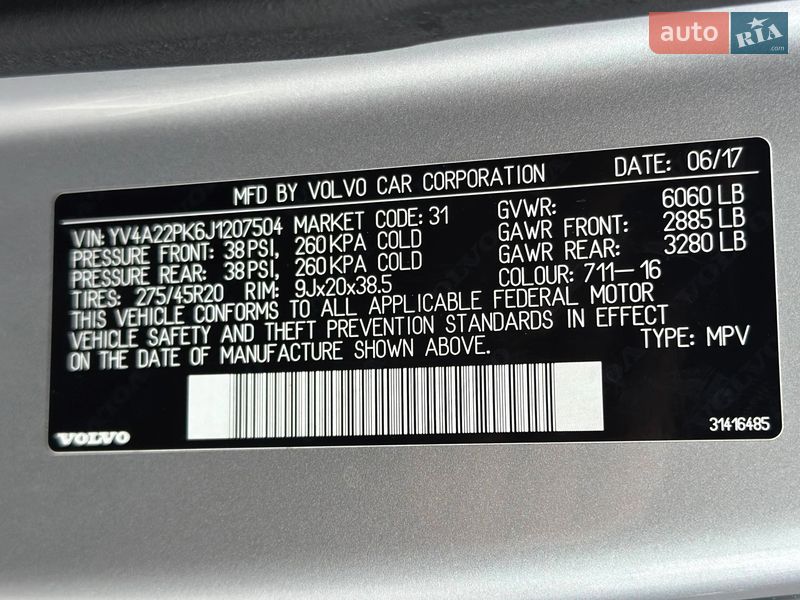 auto RIA .com
MFD BY VOLVO CAR CORPORATION DATE: 06/17
VIN: YV4A22PK6J1207504 MARKET CODE: 31 GVWR: 6060 LB
PRESSURE FRONT: 38 PSI, 260 KPA COLD GAWR FRONT: 2885 LB
PRESSURE REAR: 38 PSI, 260 KPA COLD GAWR REAR: 3280 LB
TIRES: 275/45R20 RIM: 9Jx20x38.5 COLOUR: 711–16
THIS VEHICLE CONFORMS TO ALL APPLICABLE FEDERAL MOTOR
VEHICLE SAFETY AND THEFT PREVENTION STANDARDS IN EFFECT
ON THE DATE OF MANUFACTURE SHOWN ABOVE. TYPE: MPV
VOLVO 31416485